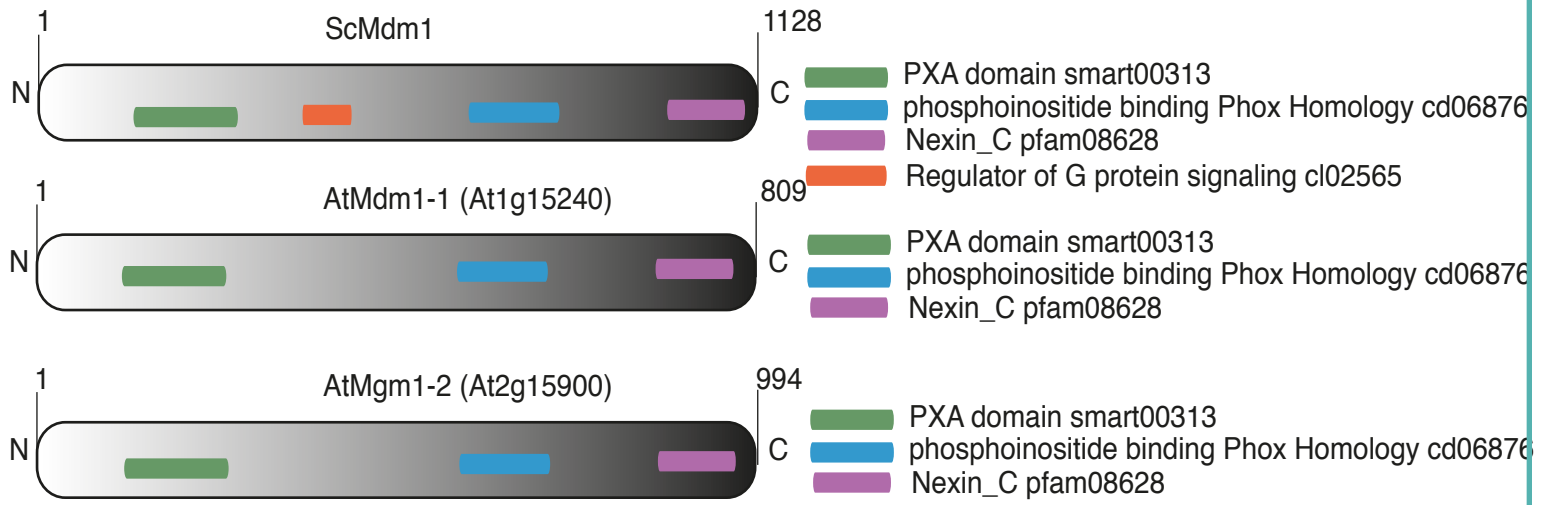 1
ScMdm1
1128
N
C
PXA domain smart00313
phosphoinositide binding Phox Homology cd06876
Nexin_C pfam08628
Regulator of G protein signaling cl02565
1
AtMdm1-1 (At1g15240)
809
N
C
PXA domain smart00313
phosphoinositide binding Phox Homology cd06876
Nexin_C pfam08628
1
AtMgm1-2 (At2g15900)
994
N
C
PXA domain smart00313
phosphoinositide binding Phox Homology cd06876
Nexin_C pfam08628